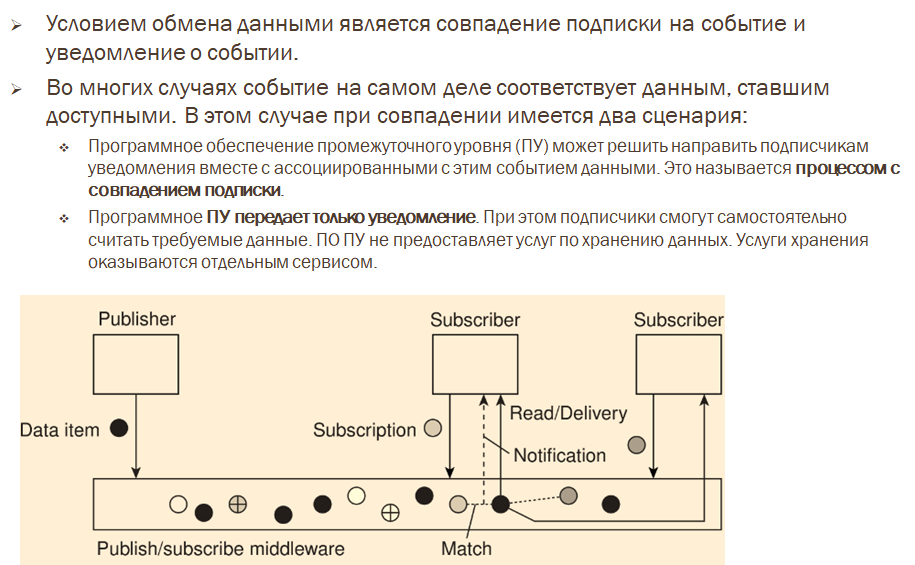 Условием обмена данными является совпадение подписки на событие и
уведомление о событии.
Во многих случаях событие на самом деле соответствует данным, ставшим
доступными. В этом случае при совпадении имеется два сценария:
Программное обеспечение промежуточного уровня (ПУ) может решить направить подписчикам
уведомления вместе с ассоциированными с этим событием данными. Это называется процессом с
совпадением подписки.
Программное ПУ передает только уведомление. При этом подписчики смогут самостоятельно
считать требуемые данные. ПО ПУ не предоставляет услуг по хранению данных. Услуги хранения
оказываются отдельным сервисом.
Publisher
Subscriber
Subscriber
Data item
Subscription
Read/Delivery
Notification
Publish/subscribe middleware
Match